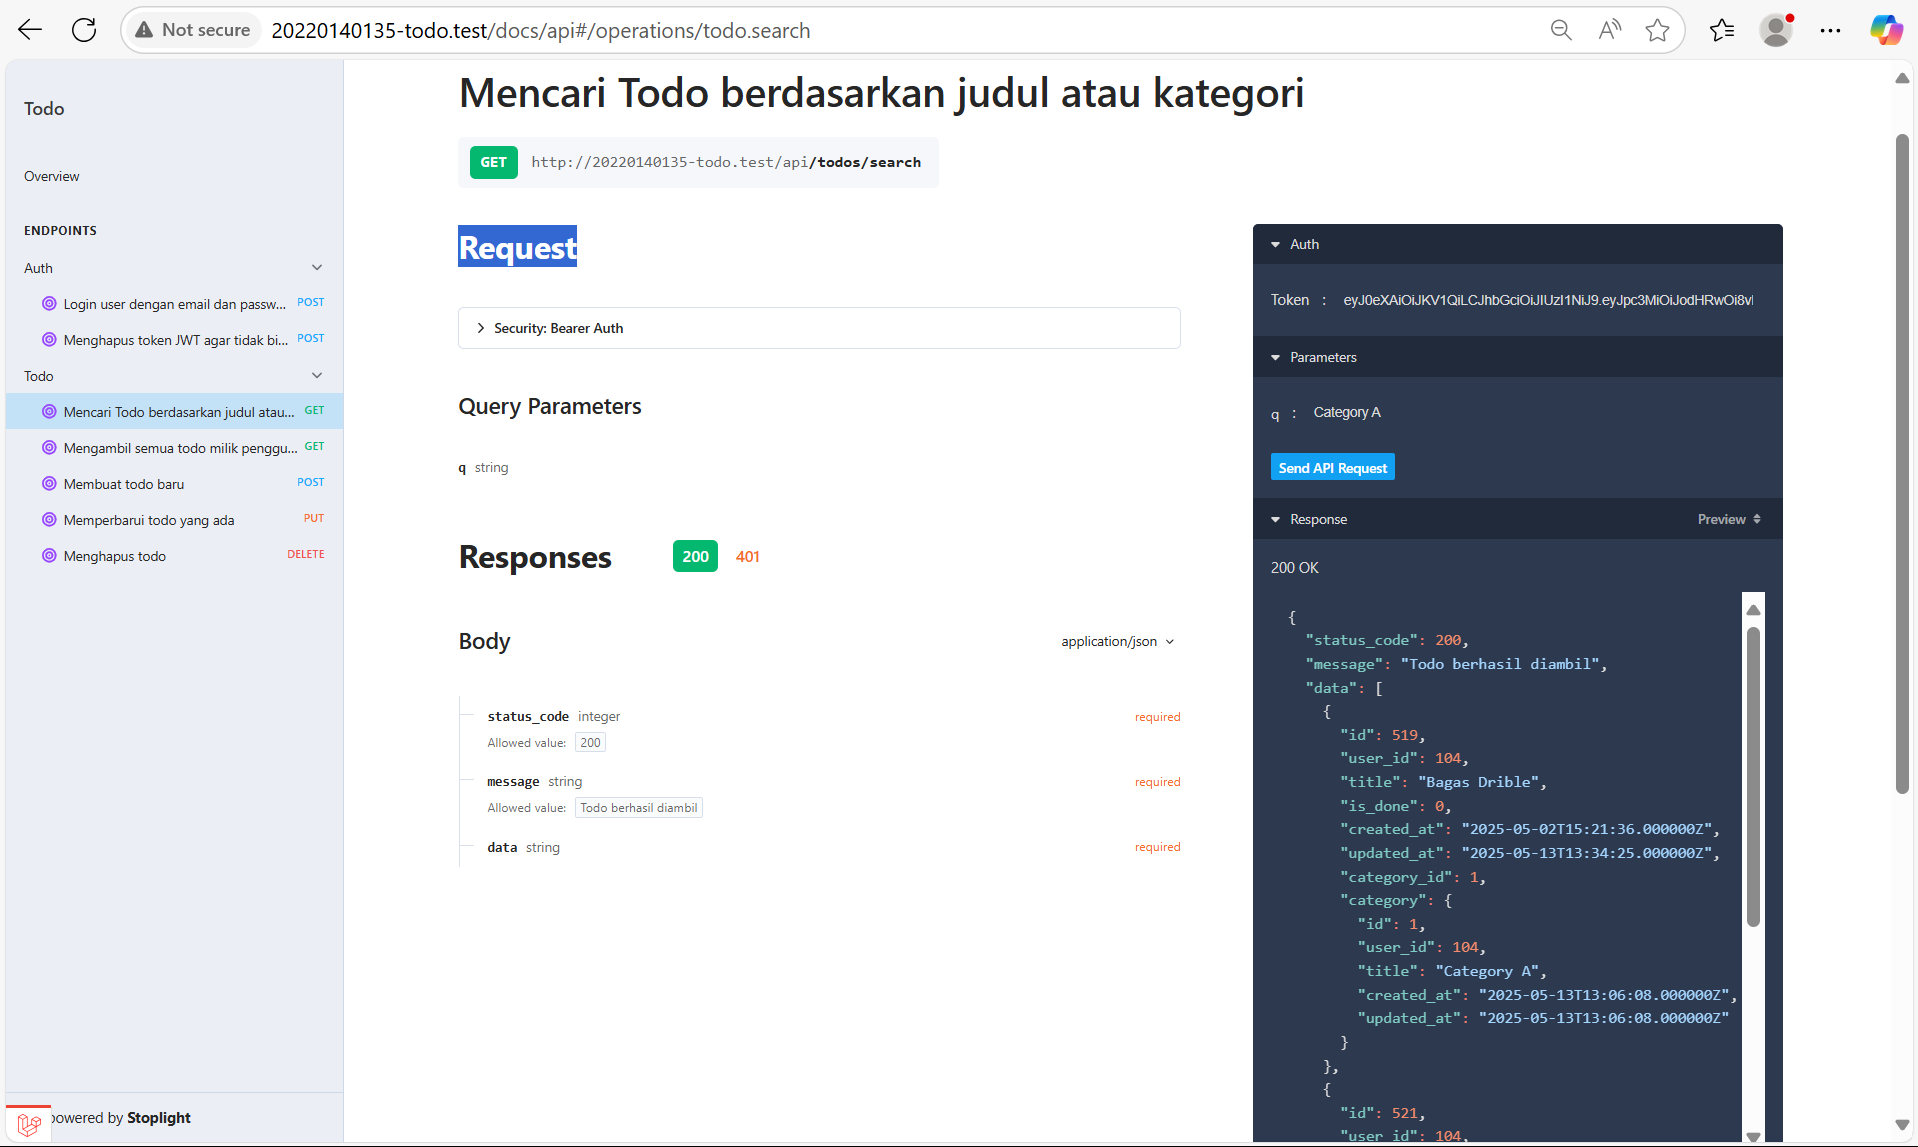 Not secure
20220140135-todo.test/docs/api#/operations/todo.search
Todo
Overview
ENDPOINTS
Auth
Login user dengan email dan passw... POST
Menghapus token JWT agar tidak bi... POST
Todo
Mencari Todo berdasarkan judul atau... GET
Mengambil semua todo milik penggu... GET
Membuat todo baru POST
Memperbarui todo yang ada PUT
Menghapus todo DELETE
powered by Stoplight
Mencari Todo berdasarkan judul atau kategori
GET http://20220140135-todo.test/api/todos/search
Request
Security: Bearer Auth
Query Parameters
q string
Responses 200 401
Body application/json
status_code integer required
Allowed value: 200
message string required
Allowed value: Todo berhasil diambil
data string required
Auth
Token : eyJ0eXAiOiJKV1QiLCJhbGciOiJIUzI1NiJ9.eyJpc3MiOiJodHRwOi8v
Parameters
q : Category A
Send API Request
Response Preview
200 OK
{
"status_code": 200,
"message": "Todo berhasil diambil",
"data": [
{
"id": 519,
"user_id": 104,
"title": "Bagas Drible",
"is_done": 0,
"created_at": "2025-05-02T15:21:36.000000Z",
"updated_at": "2025-05-13T13:34:25.000000Z",
"category_id": 1,
"category": {
"id": 1,
"user_id": 104,
"title": "Category A",
"created_at": "2025-05-13T13:06:08.000000Z",
"updated_at": "2025-05-13T13:06:08.000000Z"
}
},
{
"id": 521,
"user_id": 104,